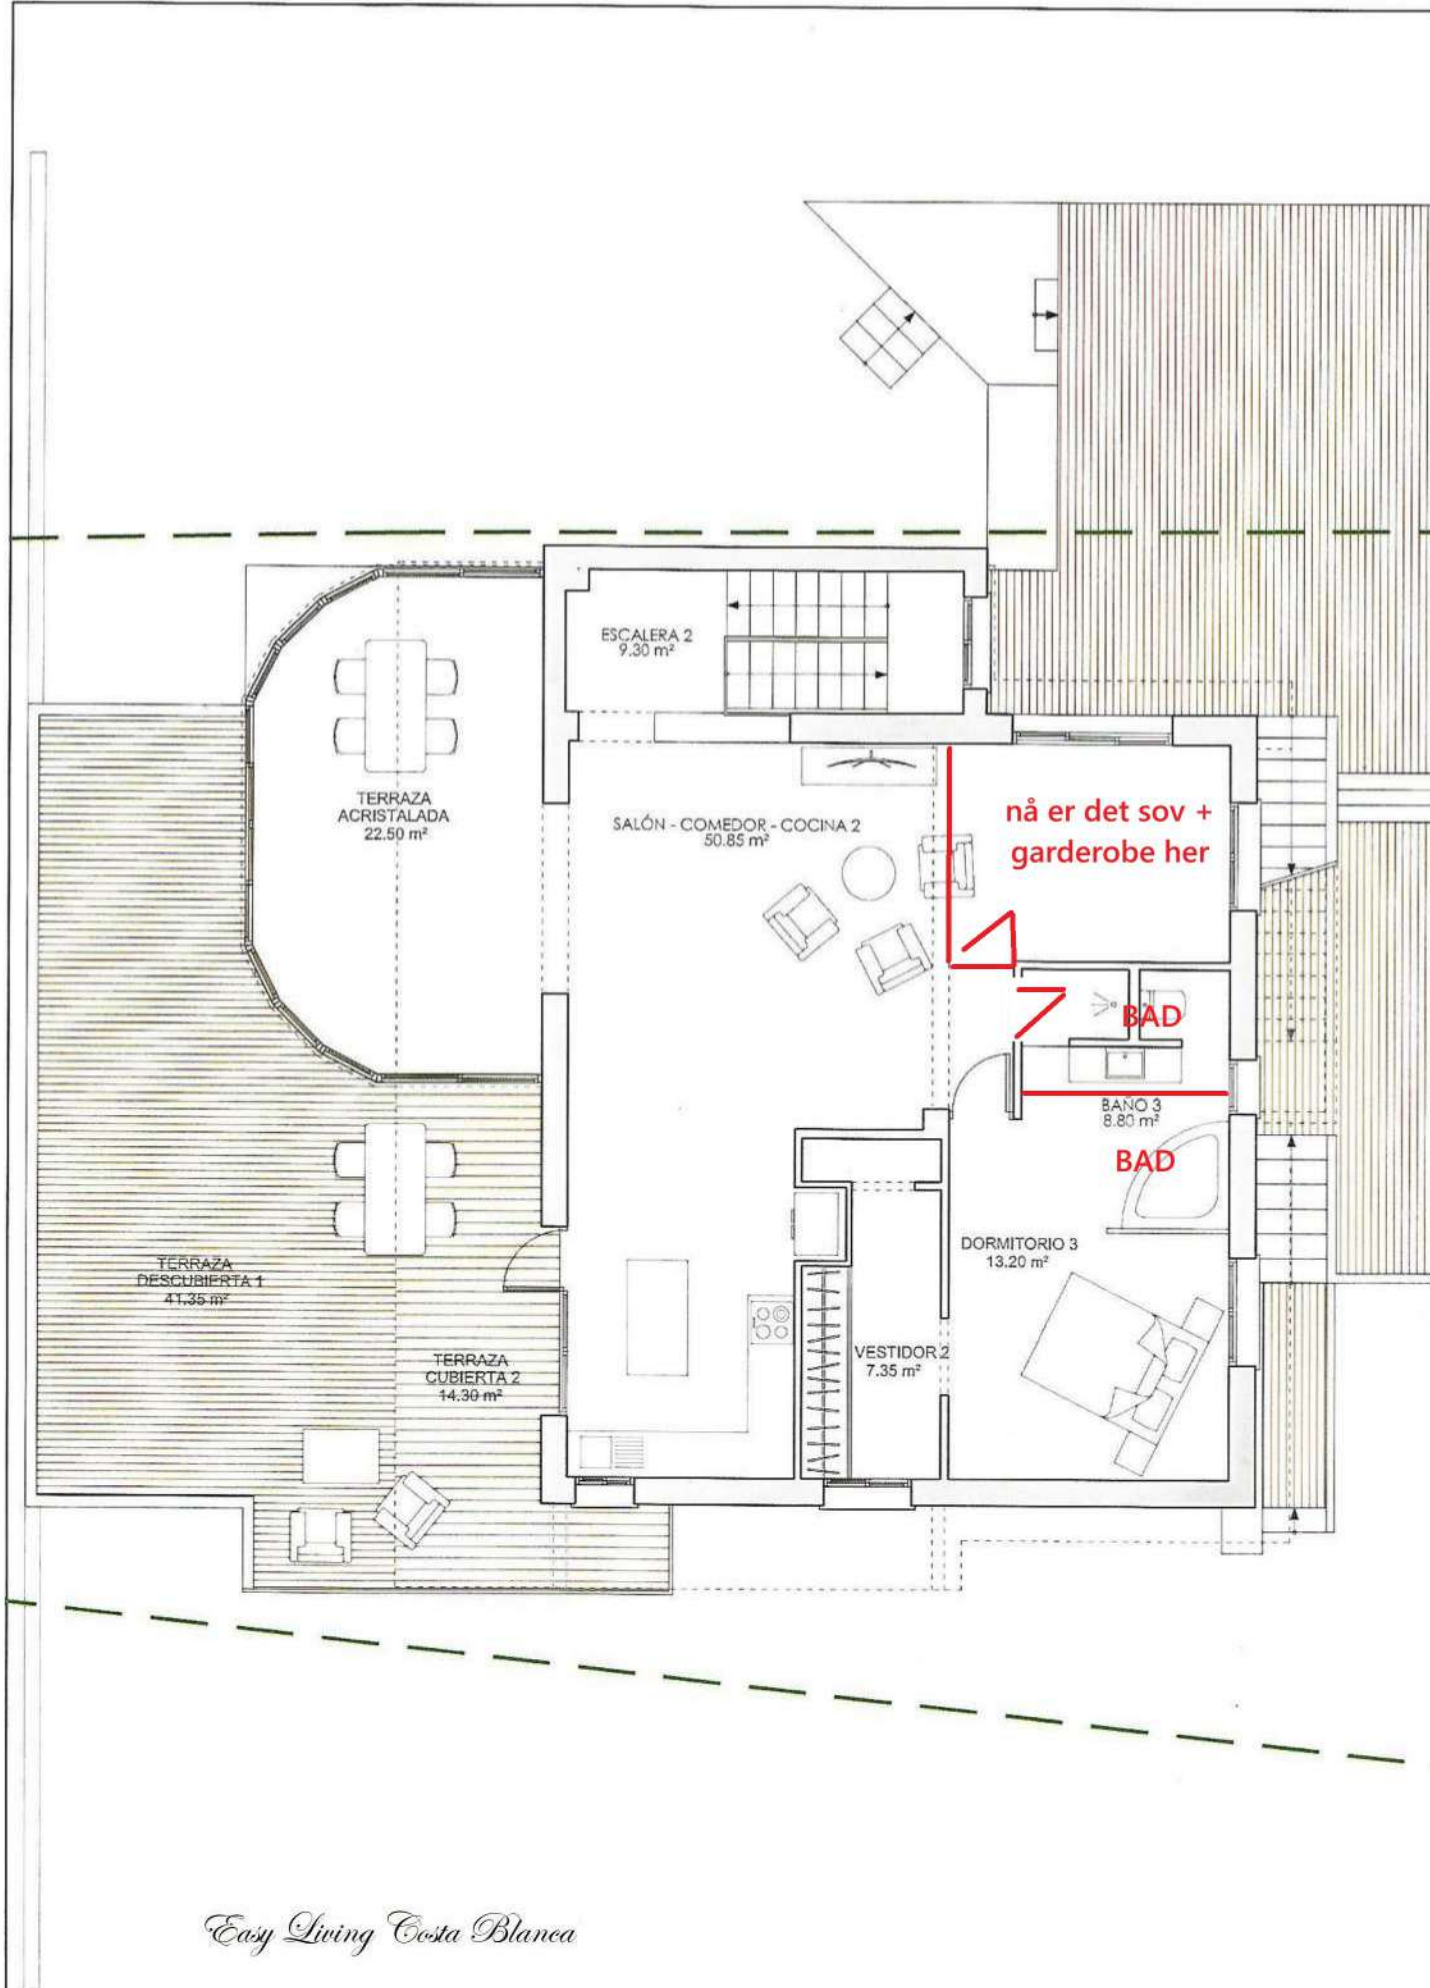 ESCALERA 2
9.30 m²
TERRAZA
ACRISTALADA
22.50 m²
SALÓN - COMEDOR - COCINA 2
50.85 m²
nå er det sov +
garderobe her
BAD
BAÑO 3
8.80 m²
BAD
DORMITORIO 3
13.20 m²
TERRAZA
DESCUBIERTA 1
41.35 m²
TERRAZA
CUBIERTA 2
14.30 m²
VESTIDOR 2
7.35 m²
Easy Living Costa Blanca